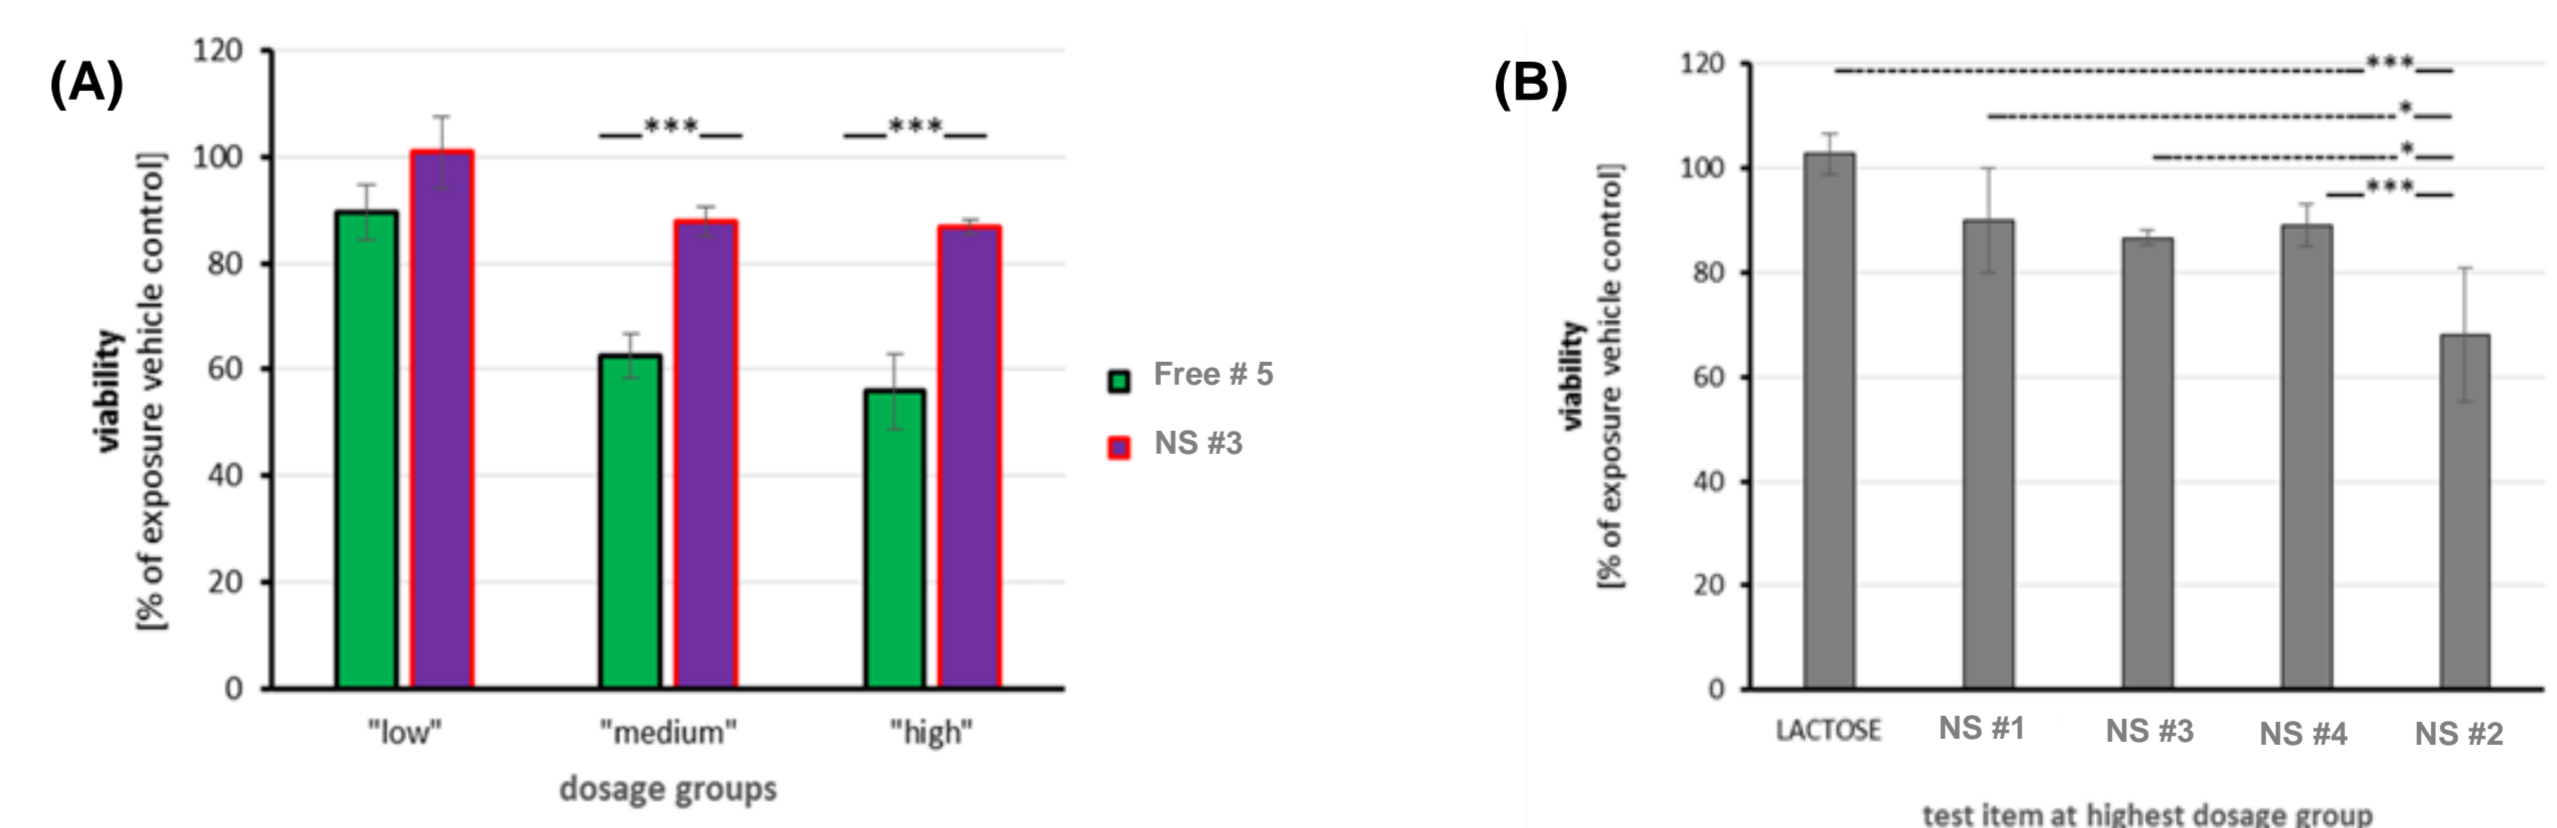 (A)
120
100
80
60
40
20
0
viability
[% of exposure vehicle control]
***
***
"low"
"medium"
"high"
dosage groups
Free # 5
NS #3
(B)
120
100
80
60
40
20
0
viability
[% of exposure vehicle control]
***
*
*
***
LACTOSE
NS #1
NS #3
NS #4
NS #2
test item at highest dosage group